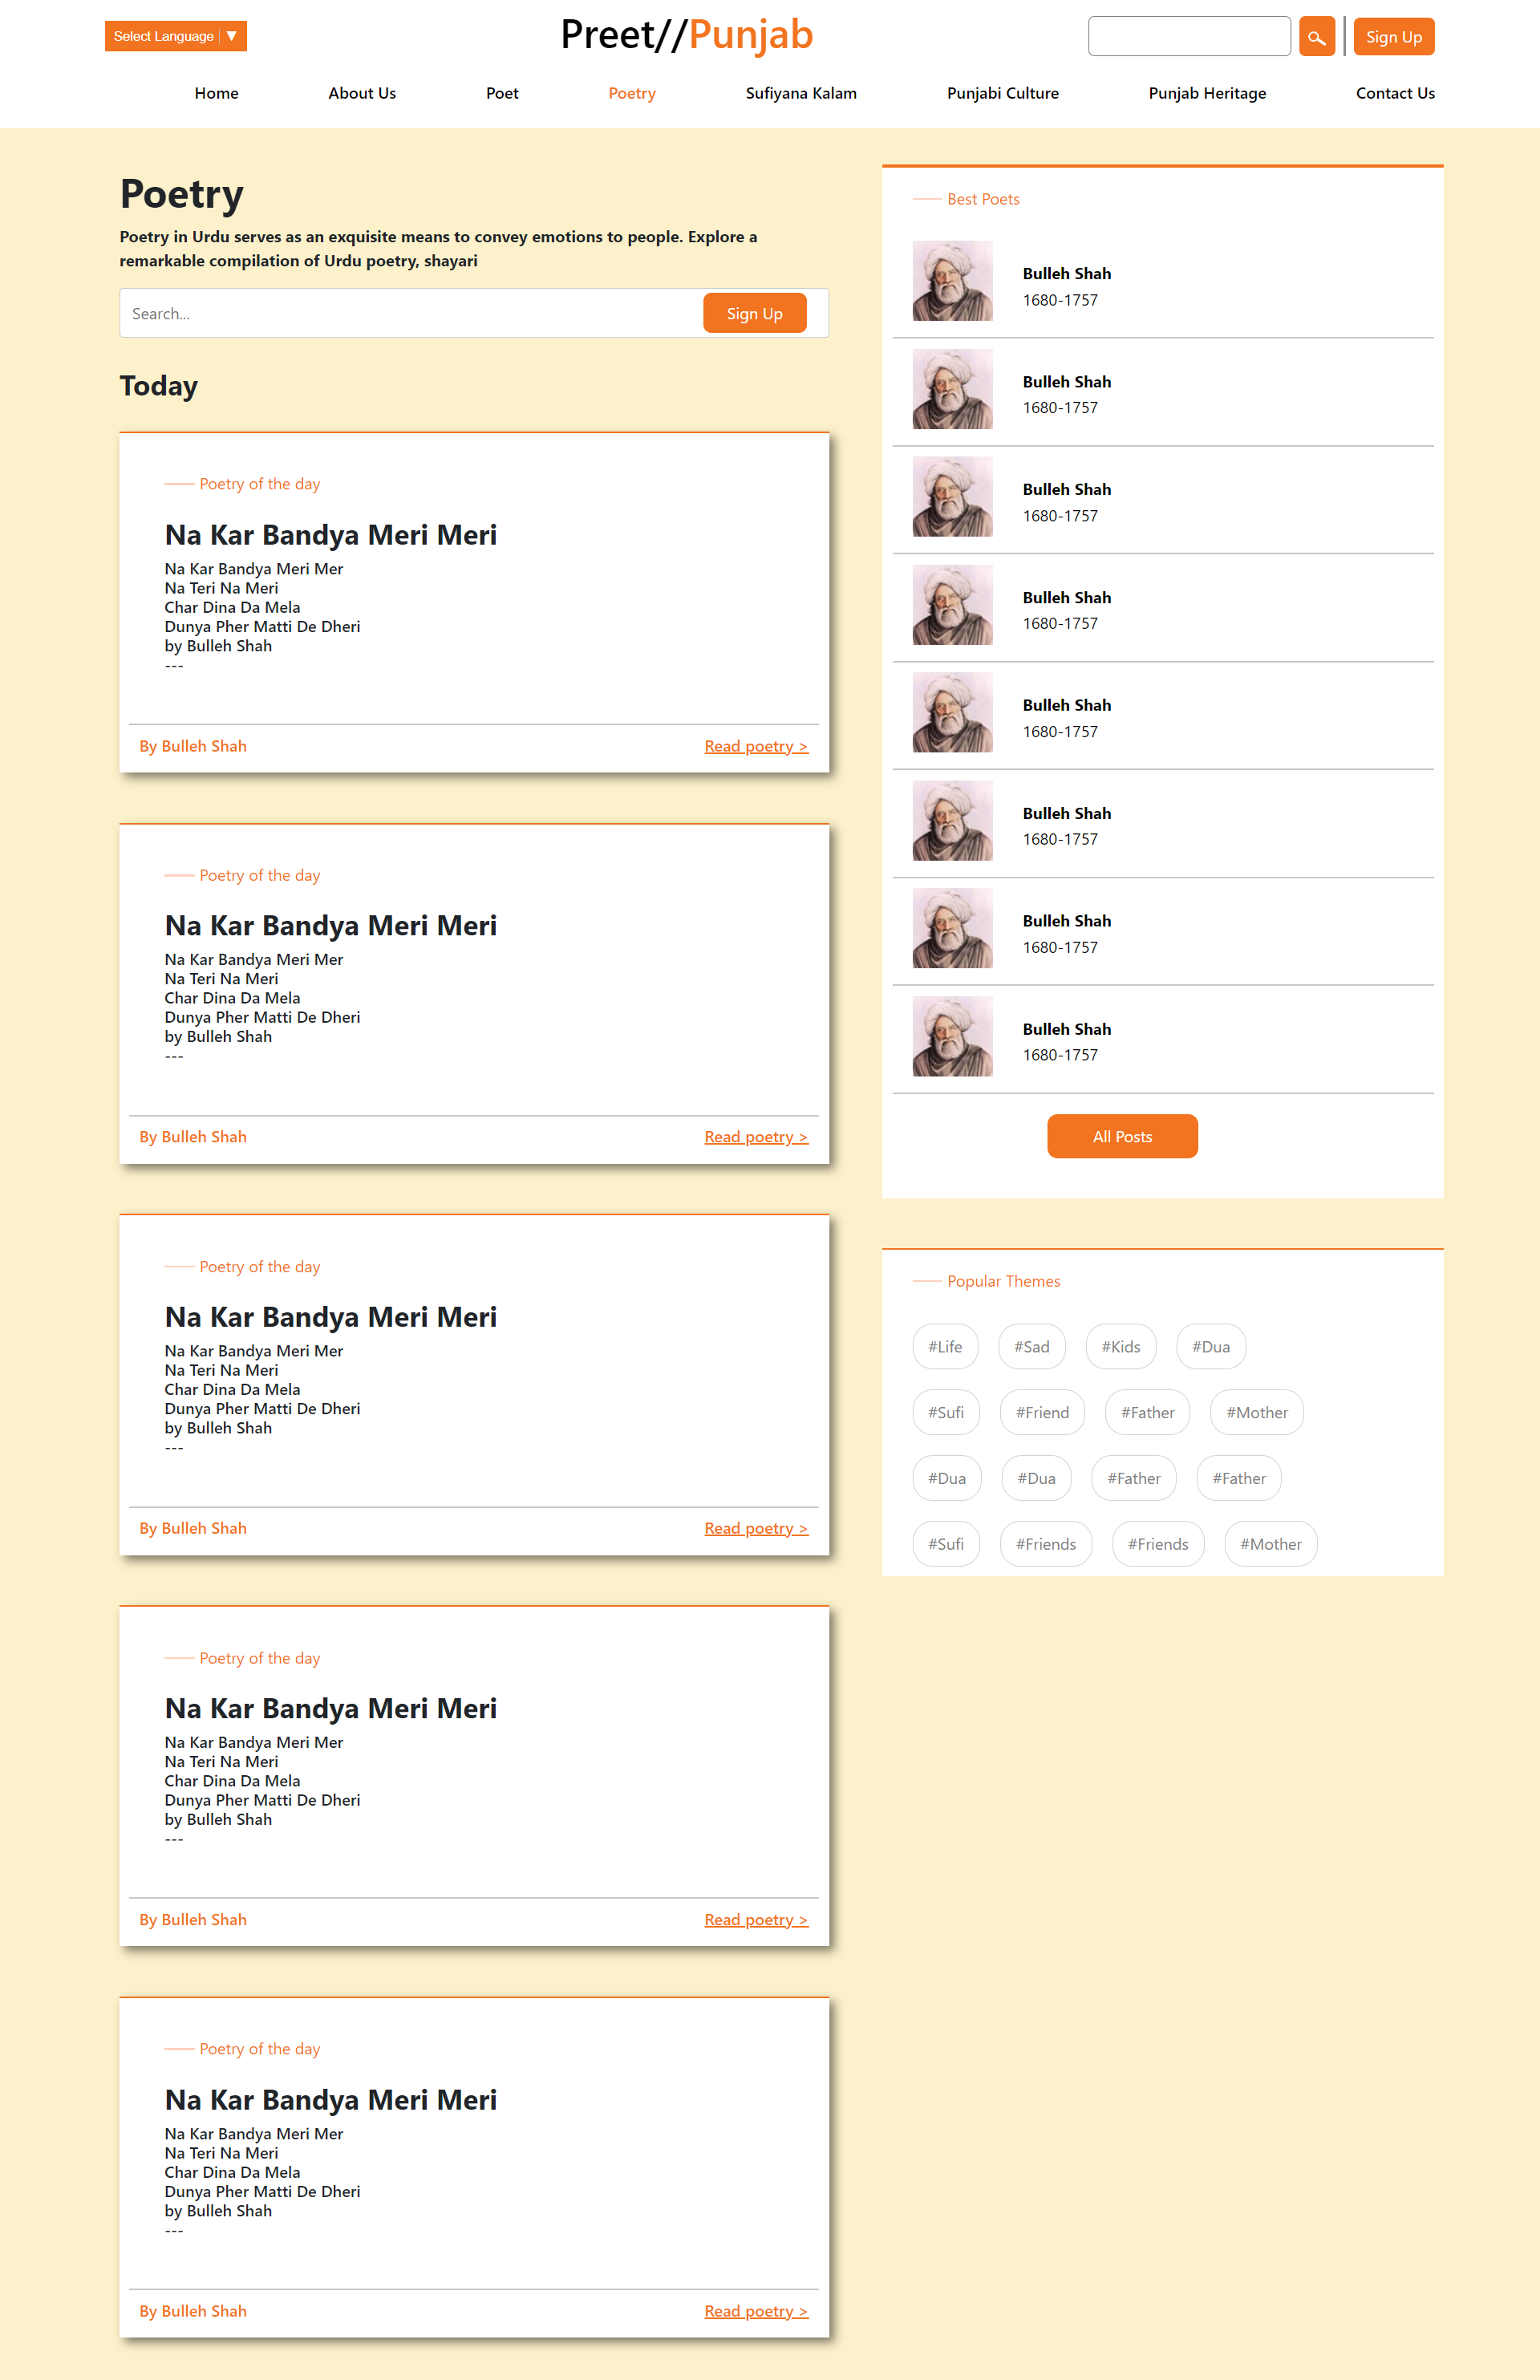 Select Language ▼
Preet//Punjab
Sign Up
Home
About Us
Poet
Poetry
Sufiyana Kalam
Punjabi Culture
Punjab Heritage
Contact Us
Poetry
Poetry in Urdu serves as an exquisite means to convey emotions to people. Explore a
remarkable compilation of Urdu poetry, shayari
Search...
Sign Up
Today
Poetry of the day
Na Kar Bandya Meri Meri
Na Kar Bandya Meri Mer
Na Teri Na Meri
Char Dina Da Mela
Dunya Pher Matti De Dheri
by Bulleh Shah
---
By Bulleh Shah
Read poetry >
Poetry of the day
Na Kar Bandya Meri Meri
Na Kar Bandya Meri Mer
Na Teri Na Meri
Char Dina Da Mela
Dunya Pher Matti De Dheri
by Bulleh Shah
---
By Bulleh Shah
Read poetry >
Poetry of the day
Na Kar Bandya Meri Meri
Na Kar Bandya Meri Mer
Na Teri Na Meri
Char Dina Da Mela
Dunya Pher Matti De Dheri
by Bulleh Shah
---
By Bulleh Shah
Read poetry >
Poetry of the day
Na Kar Bandya Meri Meri
Na Kar Bandya Meri Mer
Na Teri Na Meri
Char Dina Da Mela
Dunya Pher Matti De Dheri
by Bulleh Shah
---
By Bulleh Shah
Read poetry >
Poetry of the day
Na Kar Bandya Meri Meri
Na Kar Bandya Meri Mer
Na Teri Na Meri
Char Dina Da Mela
Dunya Pher Matti De Dheri
by Bulleh Shah
---
By Bulleh Shah
Read poetry >
Best Poets
Bulleh Shah
1680-1757
Bulleh Shah
1680-1757
Bulleh Shah
1680-1757
Bulleh Shah
1680-1757
Bulleh Shah
1680-1757
Bulleh Shah
1680-1757
Bulleh Shah
1680-1757
Bulleh Shah
1680-1757
All Posts
Popular Themes
#Life #Sad #Kids #Dua
#Sufi #Friend #Father #Mother
#Dua #Dua #Father #Father
#Sufi #Friends #Friends #Mother